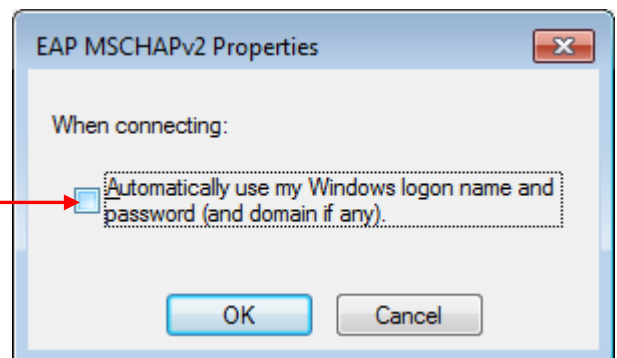 EAP MSCHAPv2 Properties
When connecting:
Automatically use my Windows logon name and
password (and domain if any).
OK
Cancel